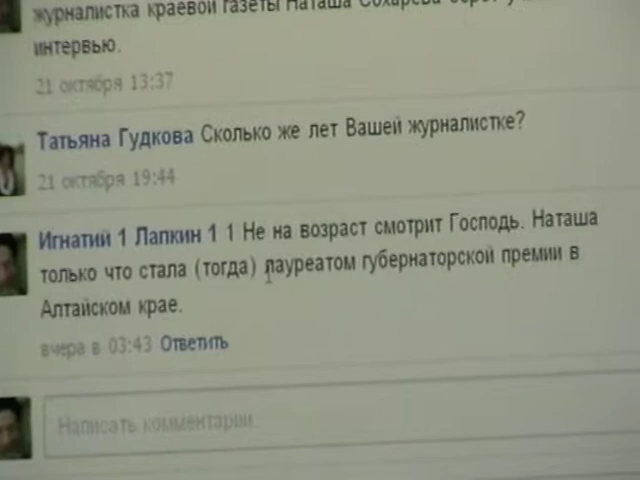 журналистка краевой газеты Наташа
интервью.
21 октября 13:37
Татьяна Гудкова Сколько же лет Вашей журналистке?
21 октября 19:44
Игнатий 1 Лапкин 1 1 Не на возраст смотрит Господь. Наташа
только что стала (тогда) лауреатом губернаторской премии в
Алтайском крае.
вчера в 03:43 Ответить
Написать комментарий